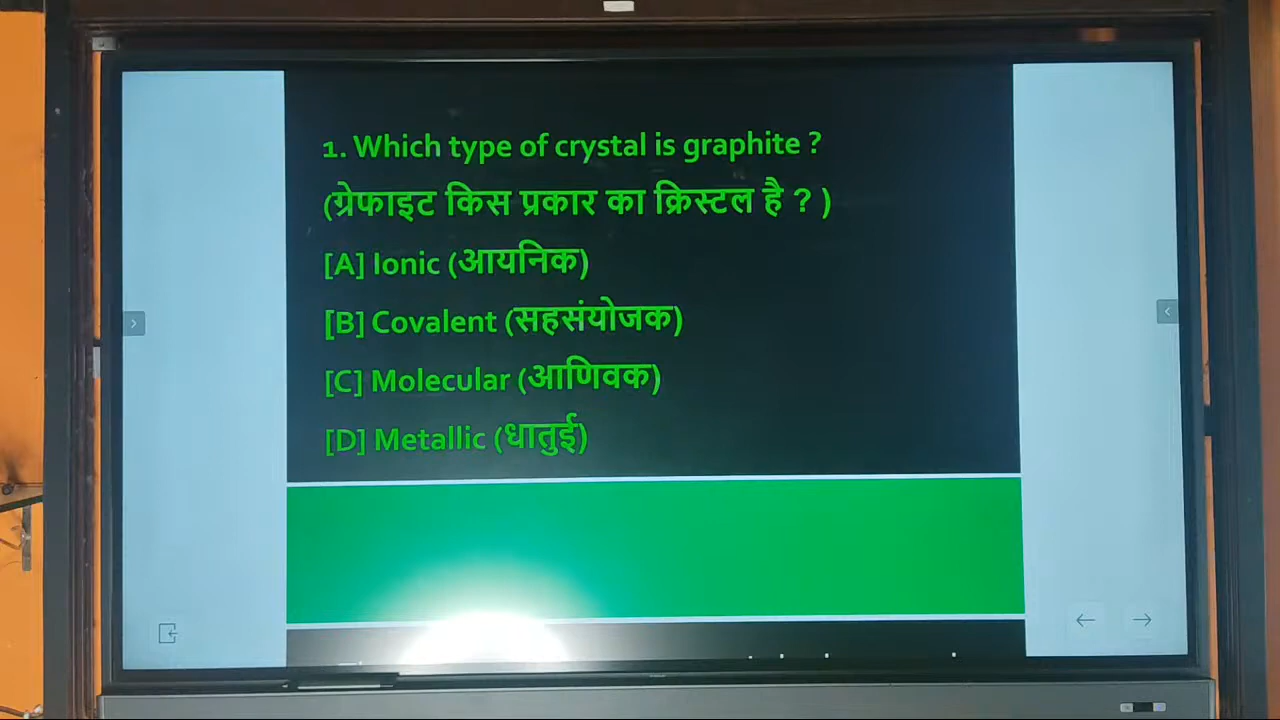 1. Which type of crystal is graphite ?
(ग्रेफाइट किस प्रकार का क्रिस्टल है ? )
[A] Ionic (आयनिक)
[B] Covalent (सहसंयोजक)
[C] Molecular (आणिवक)
[D] Metallic (धातुई)